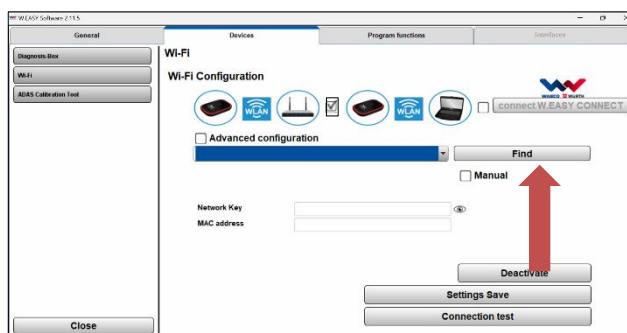 W.EASY Software 2.11.5
General
Devices
Program functions
Interfaces
Diagnosis-Box
Wi-Fi
ADAS Calibration Tool
Wi-Fi
Wi-Fi Configuration
WLAN
WLAN
WABCO WÜRTH
connect W.EASY CONNECT
Advanced configuration
Find
Manual
Network Key
MAC address
Deactivate
Settings Save
Connection test
Close